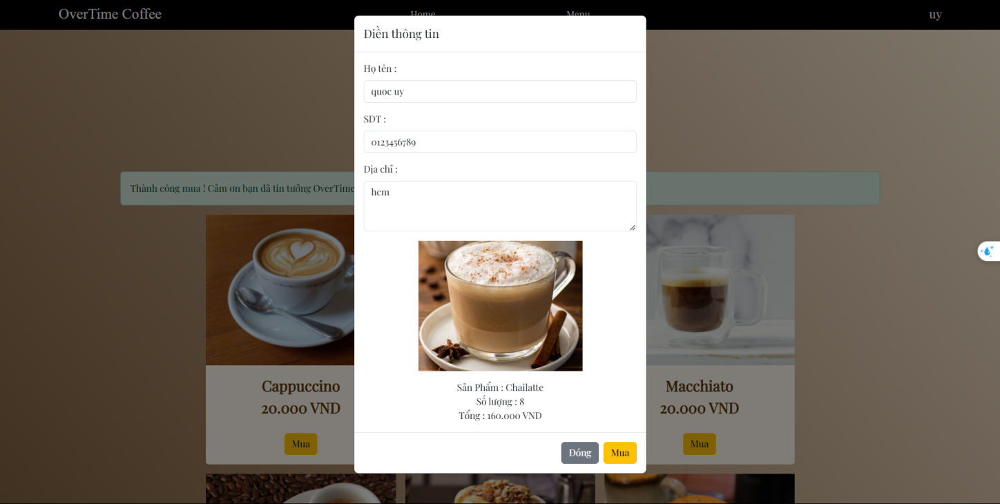 OverTime Coffee
Home
Menu
uy
Điền thông tin
Họ tên :
quoc uy
SDT :
0123456789
Địa chỉ :
hcm
Thành công mua ! Cảm ơn bạn đã tin tưởng OverTime
Sản Phẩm : Chailatte
Số lượng : 8
Tổng : 160.000 VND
Đóng
Mua
Cappuccino
20.000 VND
Mua
Macchiato
20.000 VND
Mua